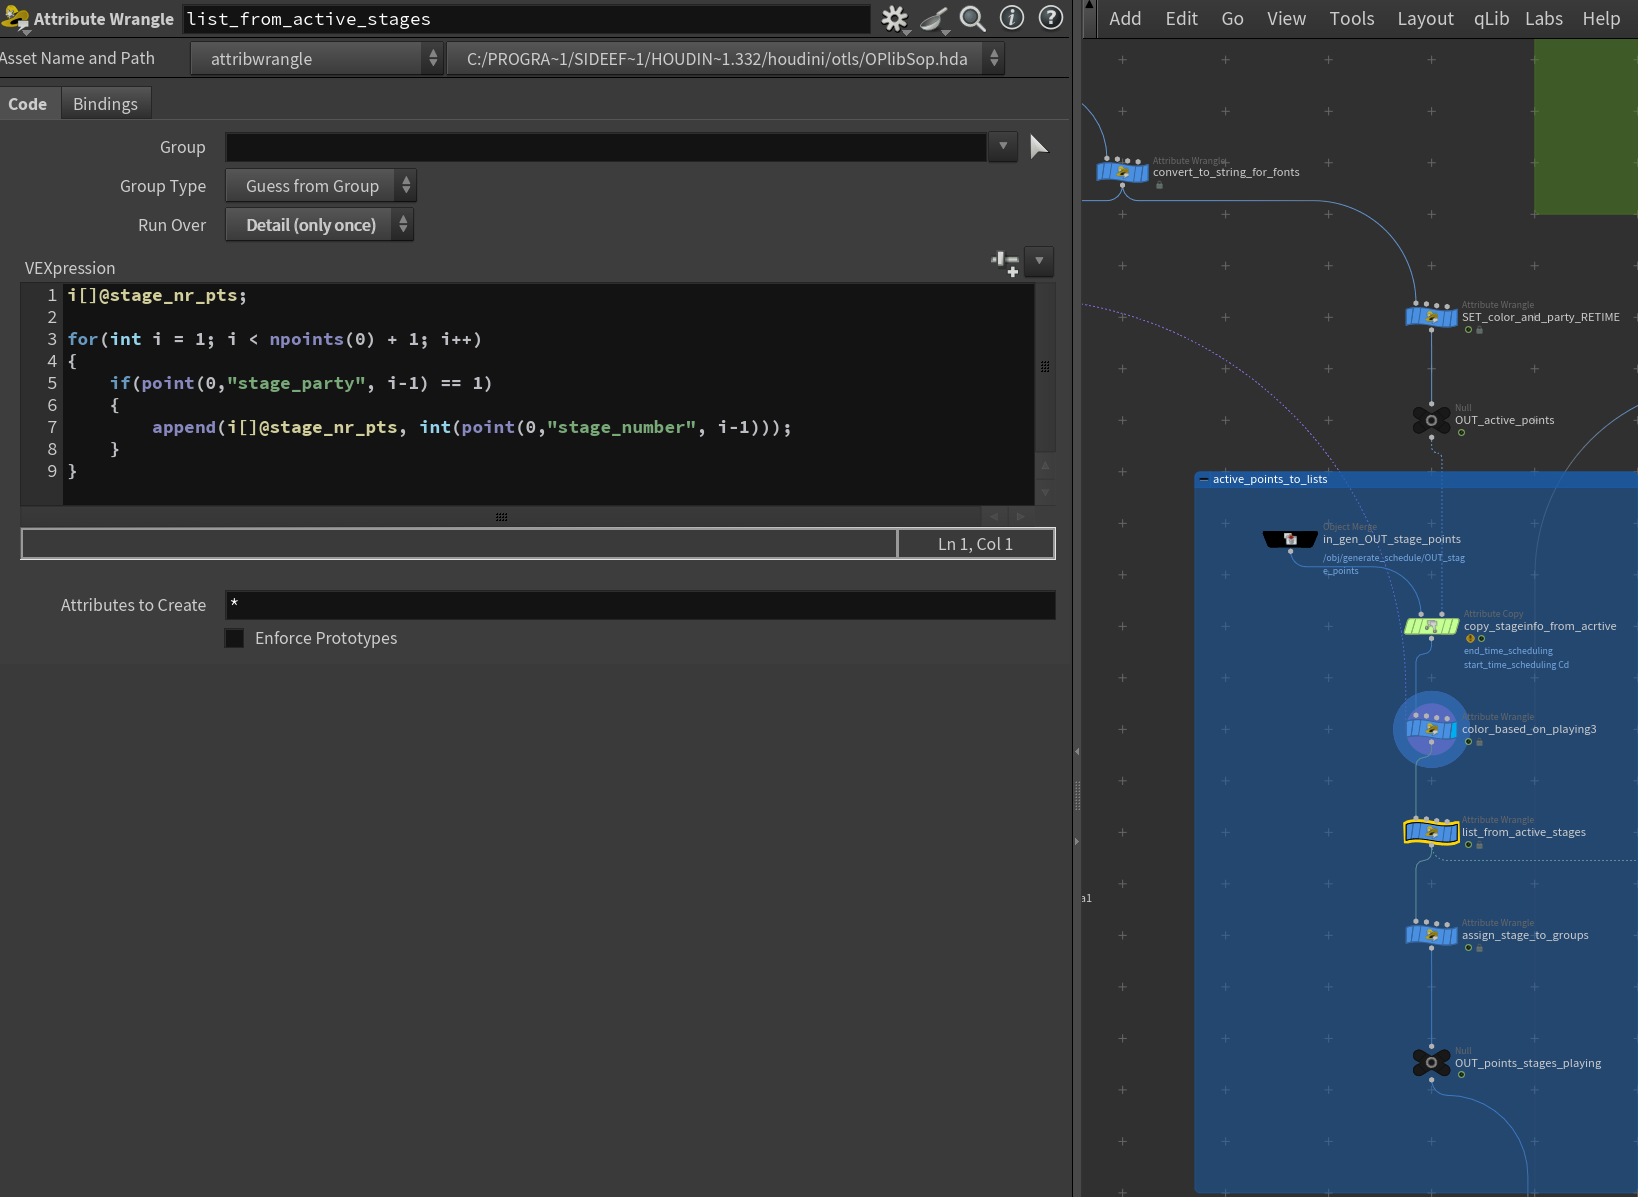 Attribute Wrangle list_from_active_stages
Asset Name and Path attribwrangle C:/PROGRA~1/SIDEEF~1/HOUDIN~1.332/houdini/otls/OPlibSop.hda
Code Bindings
Group
Group Type Guess from Group
Run Over Detail (only once)
VEXpression
1 i[]@stage_nr_pts;
2
3 for(int i = 1; i < npoints(0) + 1; i++)
4 {
5     if(point(0,"stage_party", i-1) == 1)
6     {
7         append(i[]@stage_nr_pts, int(point(0,"stage_number", i-1)));
8     }
9 }
Ln 1, Col 1
Attributes to Create *
Enforce Prototypes
Add Edit Go View Tools Layout qLib Labs Help
Attribute Wrangle
convert_to_string_for_fonts
Attribute Wrangle
SET_color_and_party_RETIME
Null
OUT_active_points
active_points_to_lists
Object Merge
in_gen_OUT_stage_points
/obj/generate_schedule/OUT_stag
e_points
Attribute Copy
copy_stageinfo_from_acrtive
end_time_scheduling
start_time_scheduling Cd
Attribute Wrangle
color_based_on_playing3
Attribute Wrangle
list_from_active_stages
a1
Attribute Wrangle
assign_stage_to_groups
Null
OUT_points_stages_playing